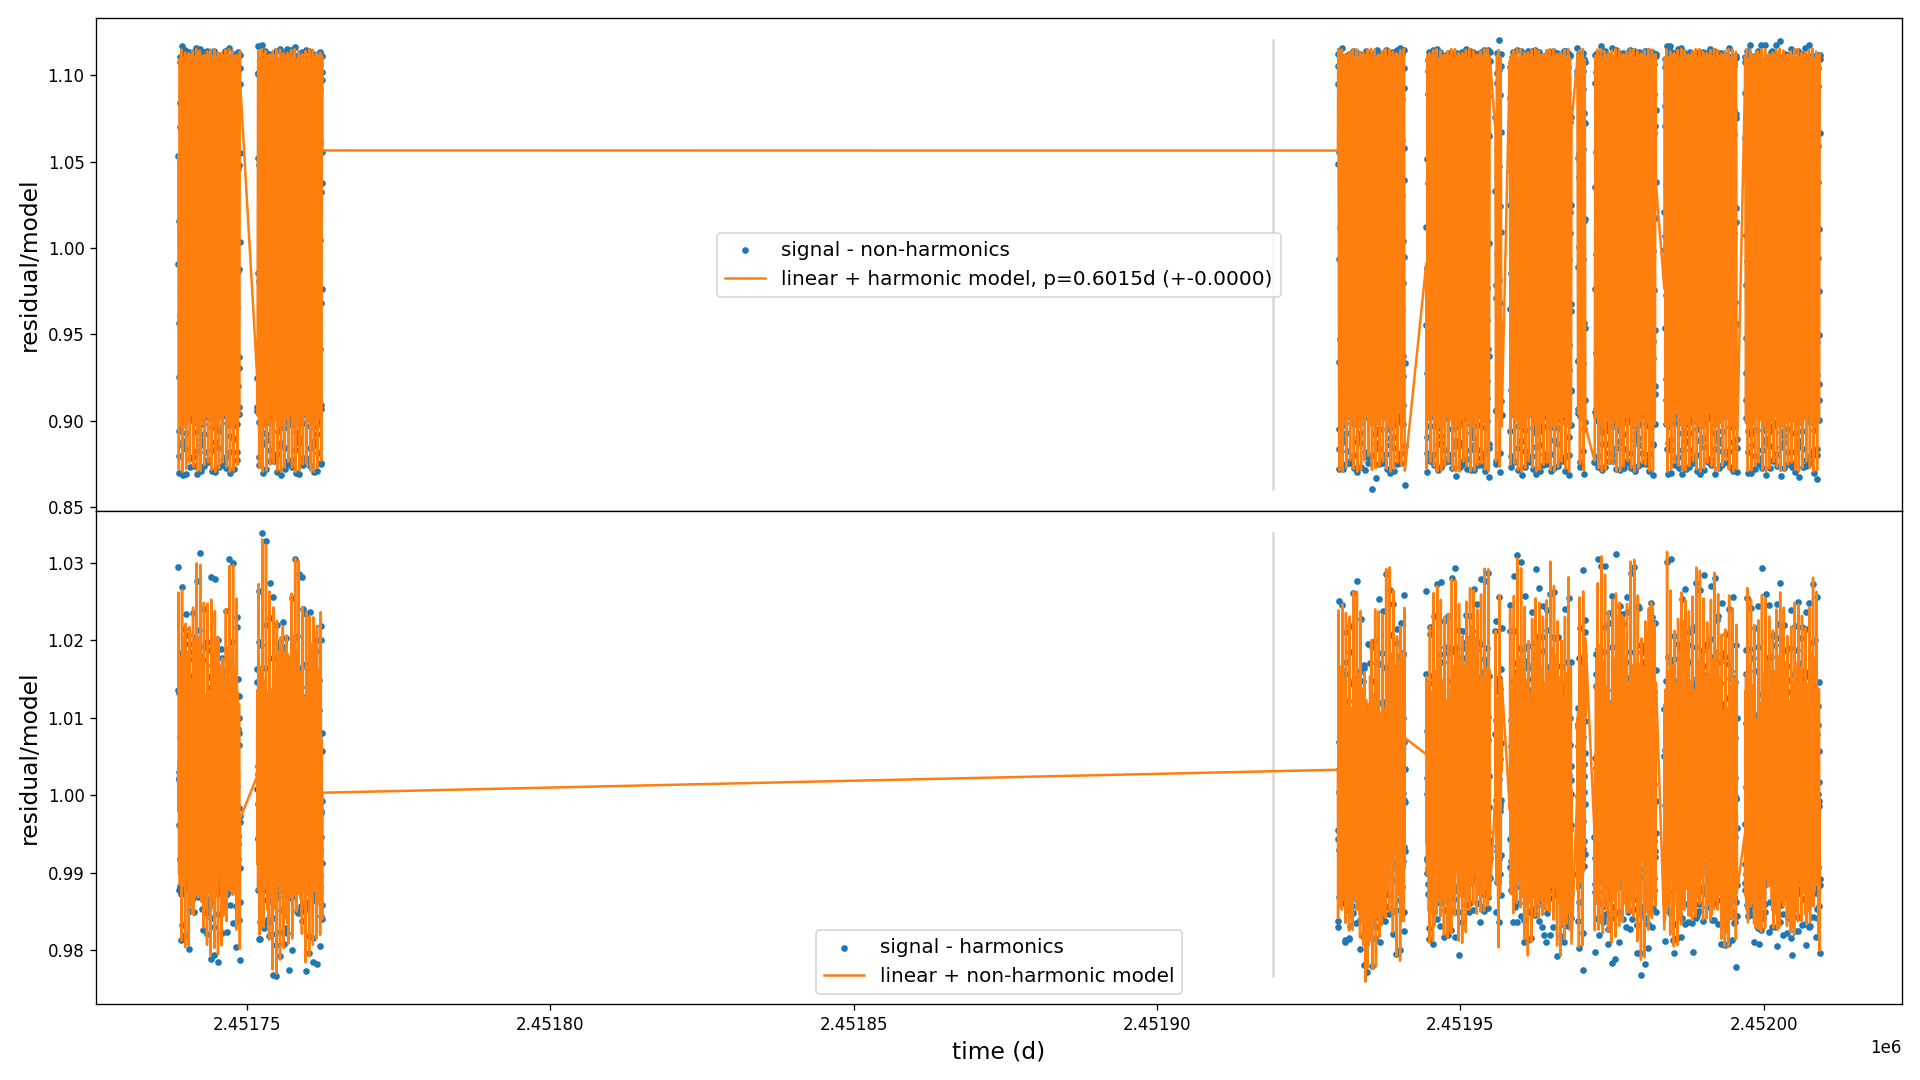 1.10
1.05
1.00
0.95
0.90
0.85
residual/model
signal - non-harmonics
linear + harmonic model, p=0.6015d (+-0.0000)
1.03
1.02
1.01
1.00
0.99
0.98
residual/model
signal - harmonics
linear + non-harmonic model
2.45175
2.45180
2.45185
2.45190
2.45195
2.45200
time (d)
1e6